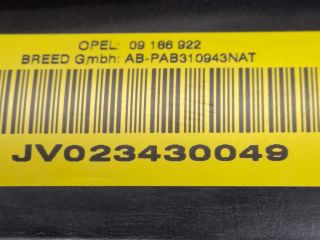 OPEL: 09 186 922
BREED Gmbh: AB-PAB310943NAT
JV023430049